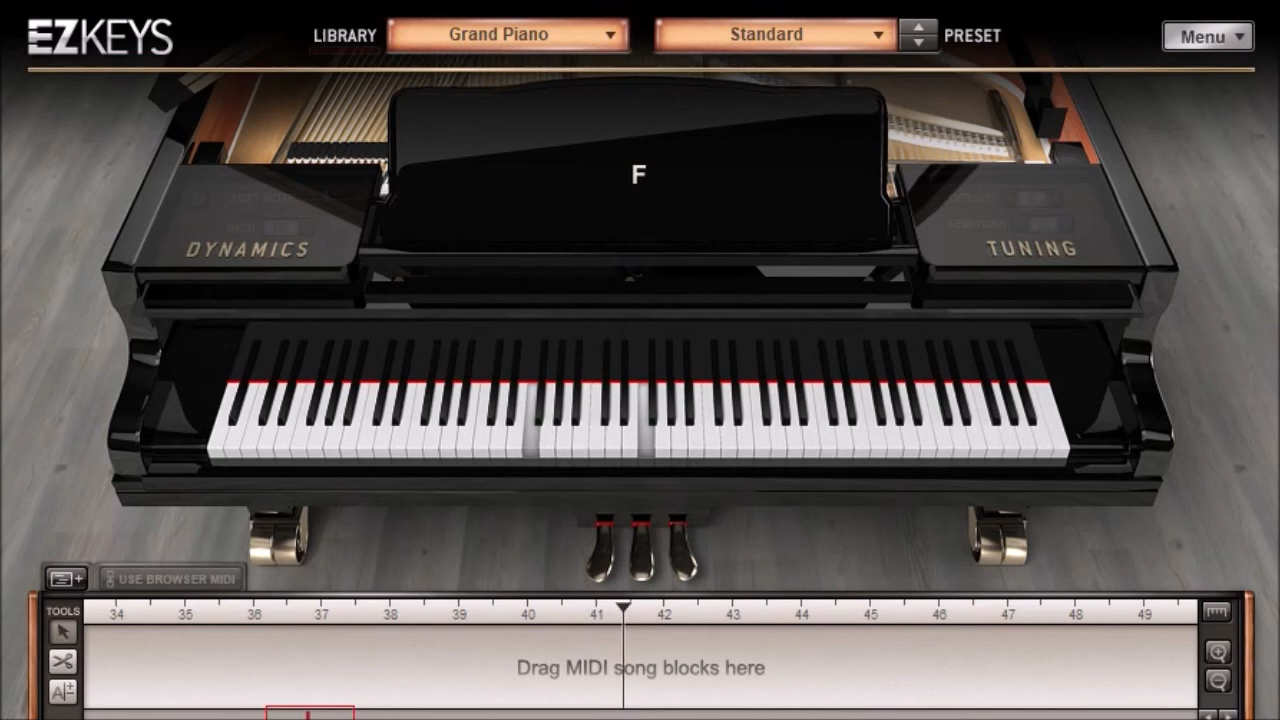 EZKEYS
LIBRARY
Grand Piano
Standard
PRESET
Menu
F
DYNAMICS
TUNING
USE BROWSER MIDI
TOOLS
34 35 36 37 38 39 40 41 42 43 44 45 46 47 48 49
Drag MIDI song blocks here
A